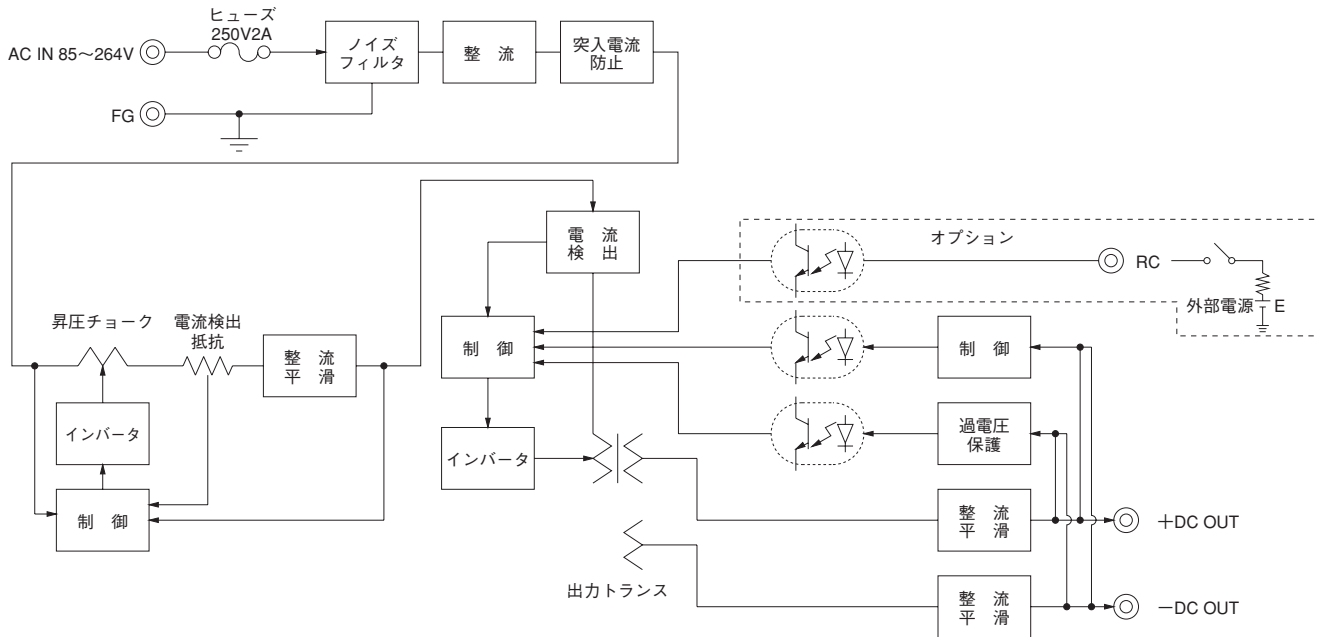 ヒューズ
250V2A
AC IN 85～264V
ノイズ
フィルタ
整 流
突入電流
防止
FG
電 流
検 出
オプション
RC
外部電源
E
昇圧チョーク
電流検出
抵抗
整 流
平 滑
制 御
制 御
インバータ
過電圧
保護
インバータ
制 御
整 流
平 滑
＋DC OUT
出力トランス
整 流
平 滑
－DC OUT